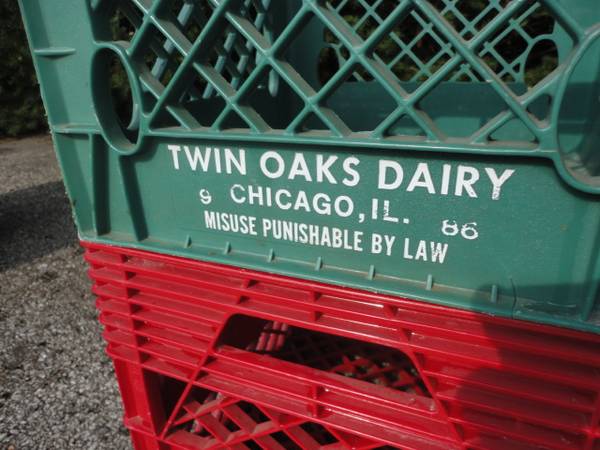 TWIN OAKS DAIRY
9 CHICAGO, IL. 86
MISUSE PUNISHABLE BY LAW